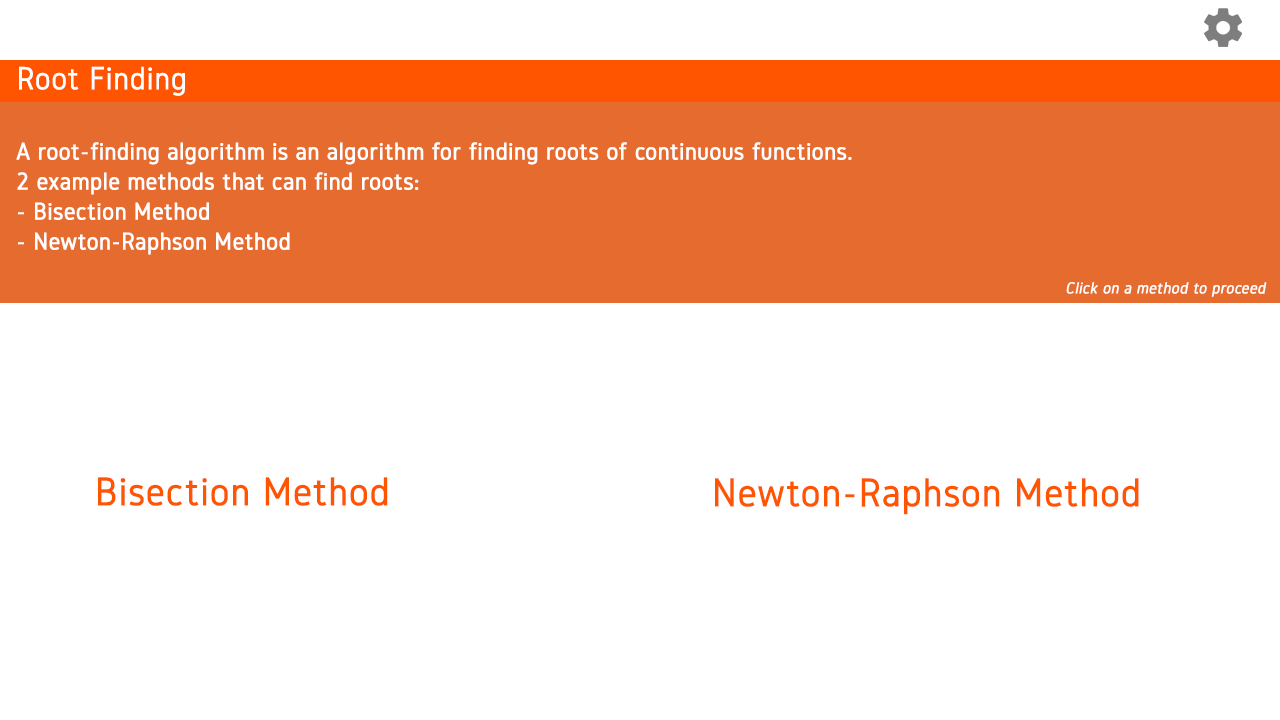 Root Finding
A root-finding algorithm is an algorithm for finding roots of continuous functions.
2 example methods that can find roots:
- Bisection Method
- Newton-Raphson Method
Click on a method to proceed
Bisection Method
Newton-Raphson Method